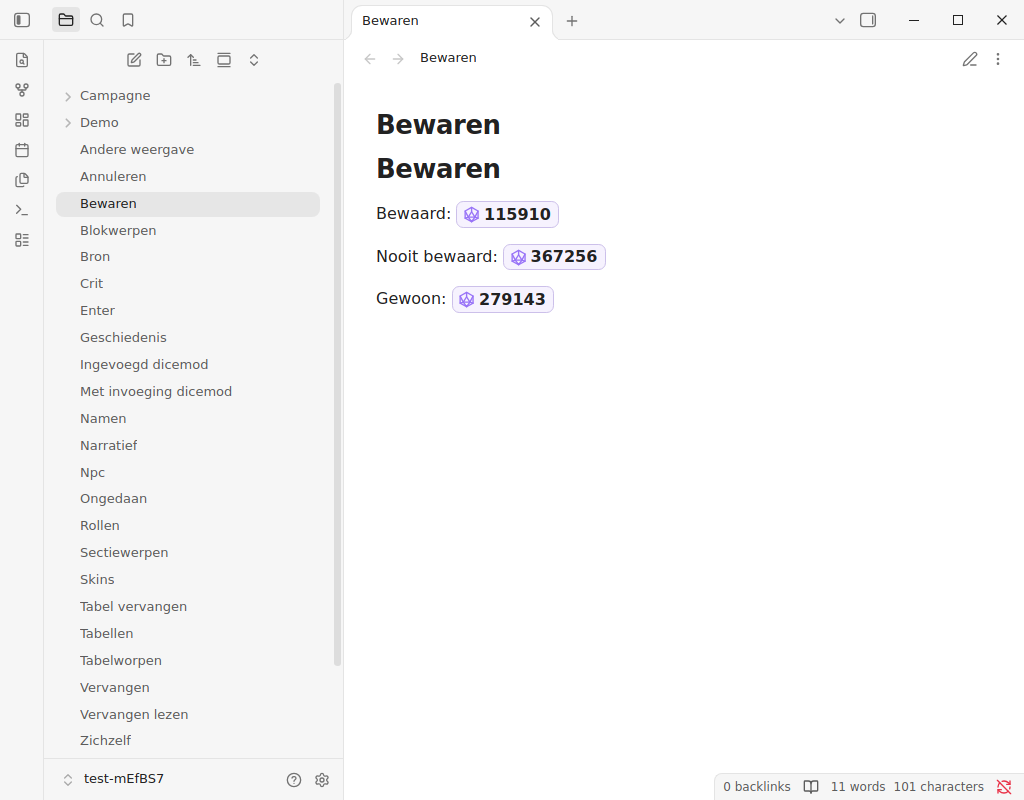 Bewaren
Bewaren
Campagne
Demo
Andere weergave
Annuleren
Bewaren
Blokwerpen
Bron
Crit
Enter
Geschiedenis
Ingevoegd dicemod
Met invoeging dicemod
Namen
Narratief
Npc
Ongedaan
Rollen
Sectiewerpen
Skins
Tabel vervangen
Tabellen
Tabelworpen
Vervangen
Vervangen lezen
Zichzelf
test-mEfBS7
Bewaren
Bewaren
Bewaard: 115910
Nooit bewaard: 367256
Gewoon: 279143
0 backlinks 11 words 101 characters